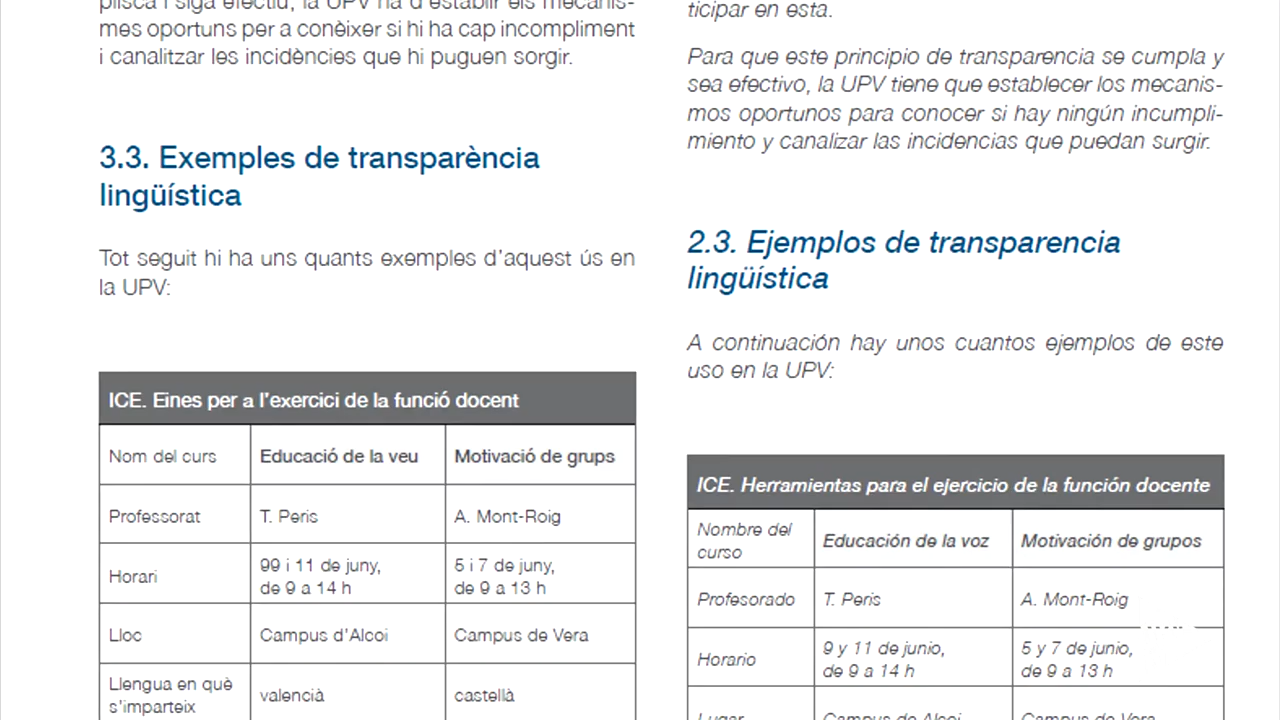 plisca i siga efectiu, la UPV ha d'establir els mecanis-
mes oportuns per a conèixer si hi ha cap incompliment
i canalitzar les incidències que hi puguen sorgir.
3.3. Exemples de transparència
lingüística
Tot seguit hi ha uns quants exemples d'aquest ús en
la UPV:
ICE. Eines per a l'exercici de la funció docent
Nom del curs Educació de la veu Motivació de grups
Professorat T. Peris A. Mont-Roig
Horari 99 i 11 de juny, 5 i 7 de juny,
de 9 a 14 h de 9 a 13 h
Lloc Campus d'Alcoi Campus de Vera
Llengua en què valencià castellà
s'imparteix
ticipar en esta.
Para que este principio de transparencia se cumpla y
sea efectivo, la UPV tiene que establecer los mecanis-
mos oportunos para conocer si hay ningún incumpli-
miento y canalizar las incidencias que puedan surgir.
2.3. Ejemplos de transparencia
lingüística
A continuación hay unos cuantos ejemplos de este
uso en la UPV:
ICE. Herramientas para el ejercicio de la función docente
Nombre del Educación de la voz Motivación de grupos
curso
Profesorado T. Peris A. Mont-Roig
Horario 9 y 11 de junio, 5 y 7 de junio,
de 9 a 14 h de 9 a 13 h
Lugar Campus de Alcoi Campus de Vera